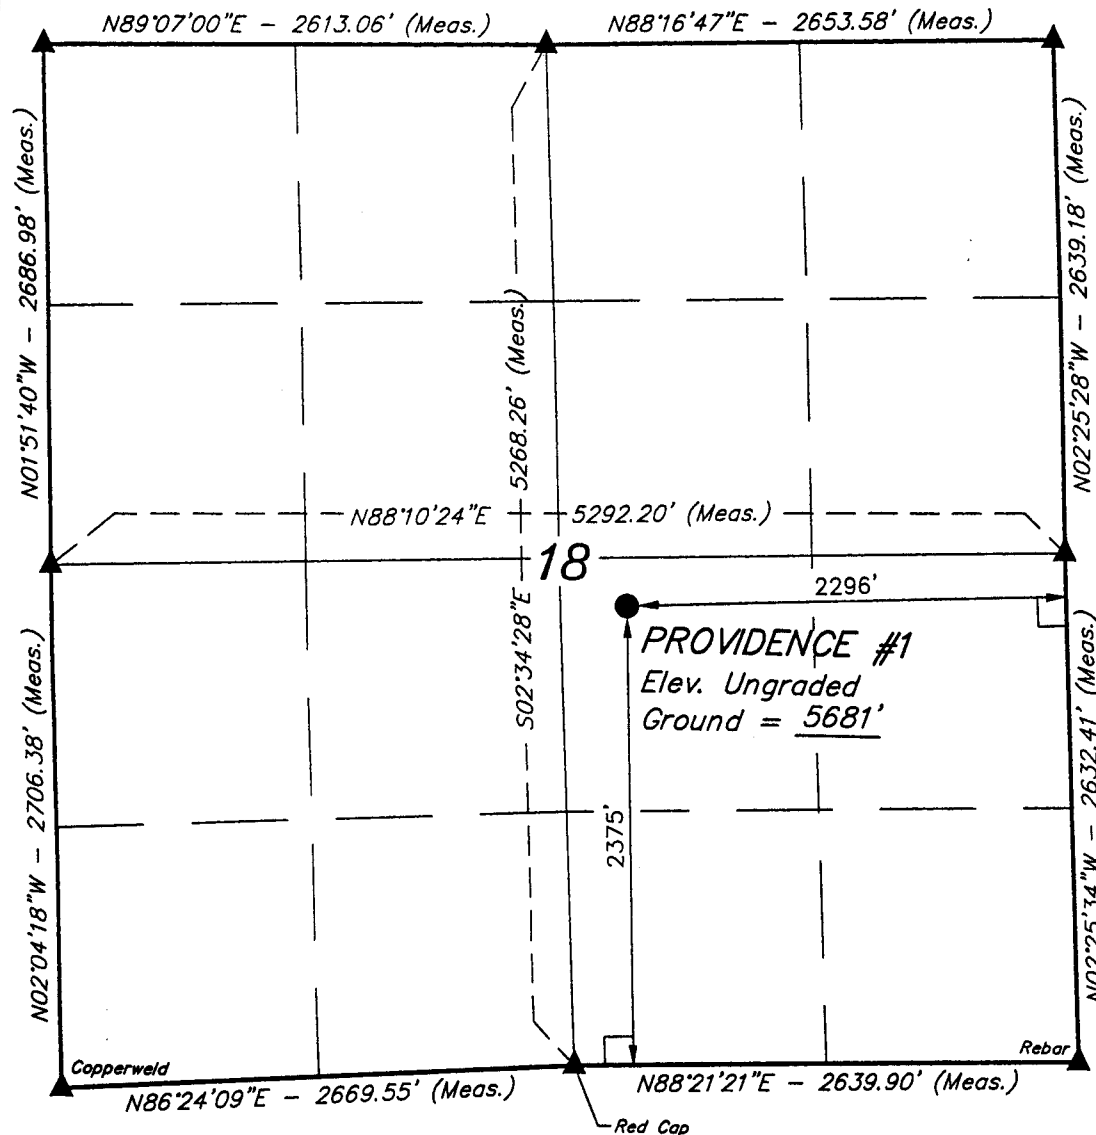 N89°07'00"E - 2613.06' (Meas.)
N88°16'47"E - 2653.58' (Meas.)
N01°51'40"W - 2686.98' (Meas.)
N02°25'28"W - 2639.18' (Meas.)
S02°34'28"E 5268.26' (Meas.)
N88°10'24"E 5292.20' (Meas.)
18
2296'
PROVIDENCE #1
Elev. Ungraded
Ground = 5681'
2375'
N02°04'18"W - 2706.38' (Meas.)
N02°25'34"W - 2632.41' (Meas.)
Copperweld
Rebar
N86°24'09"E - 2669.55' (Meas.)
N88°21'21"E - 2639.90' (Meas.)
Red Cap